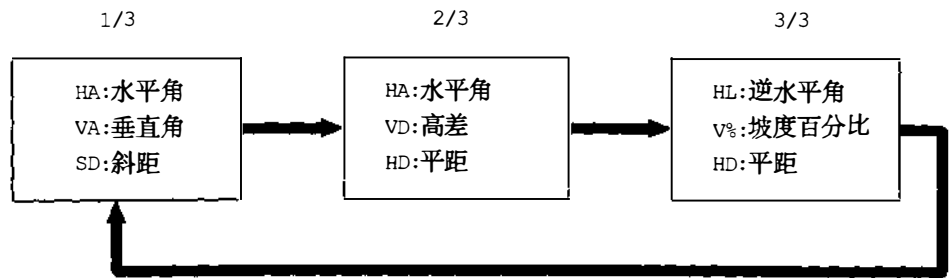 1/3
2/3
3/3
HA:水平角
VA:垂直角
SD:斜距
HA:水平角
VD:高差
HD:平距
HL:逆水平角
V%:坡度百分比
HD:平距